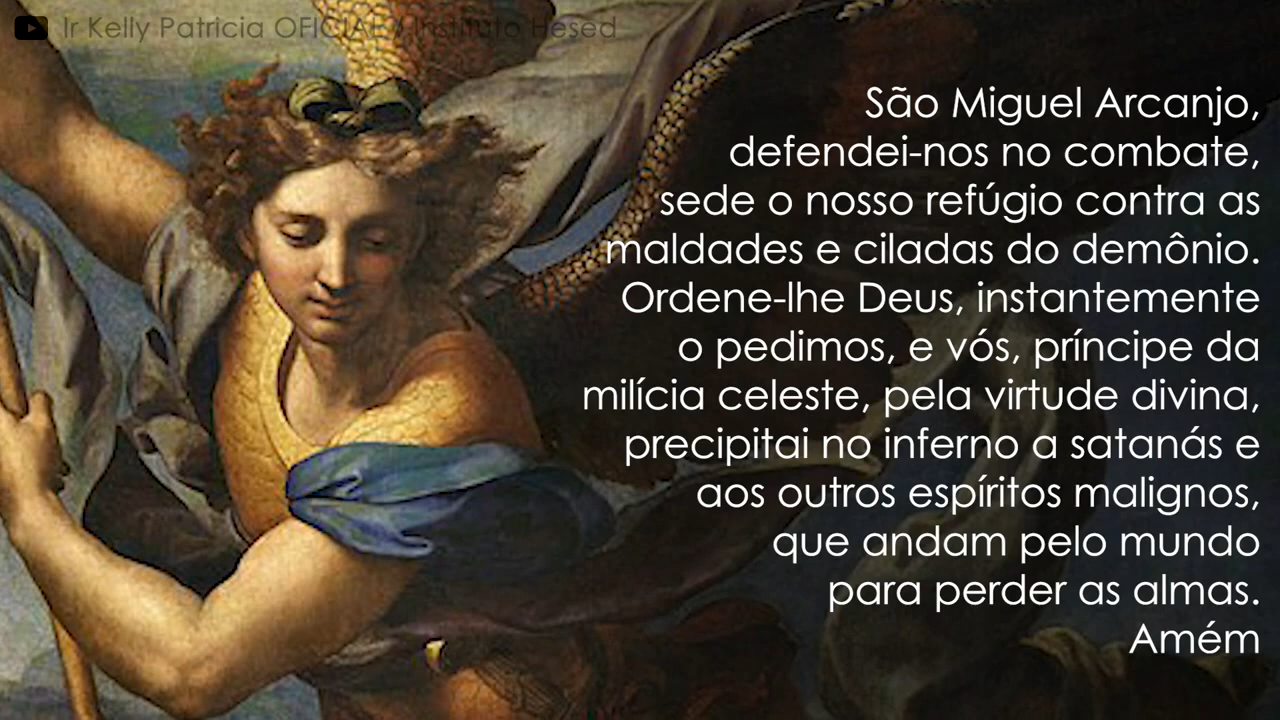 Ir Kelly Patricia OFICIAL / Instituto Hesed
São Miguel Arcanjo,
defendei-nos no combate,
sede o nosso refúgio contra as
maldades e ciladas do demônio.
Ordene-lhe Deus, instantemente
o pedimos, e vós, príncipe da
milícia celeste, pela virtude divina,
precipitai no inferno a satanás e
aos outros espíritos malignos,
que andam pelo mundo
para perder as almas.
Amém